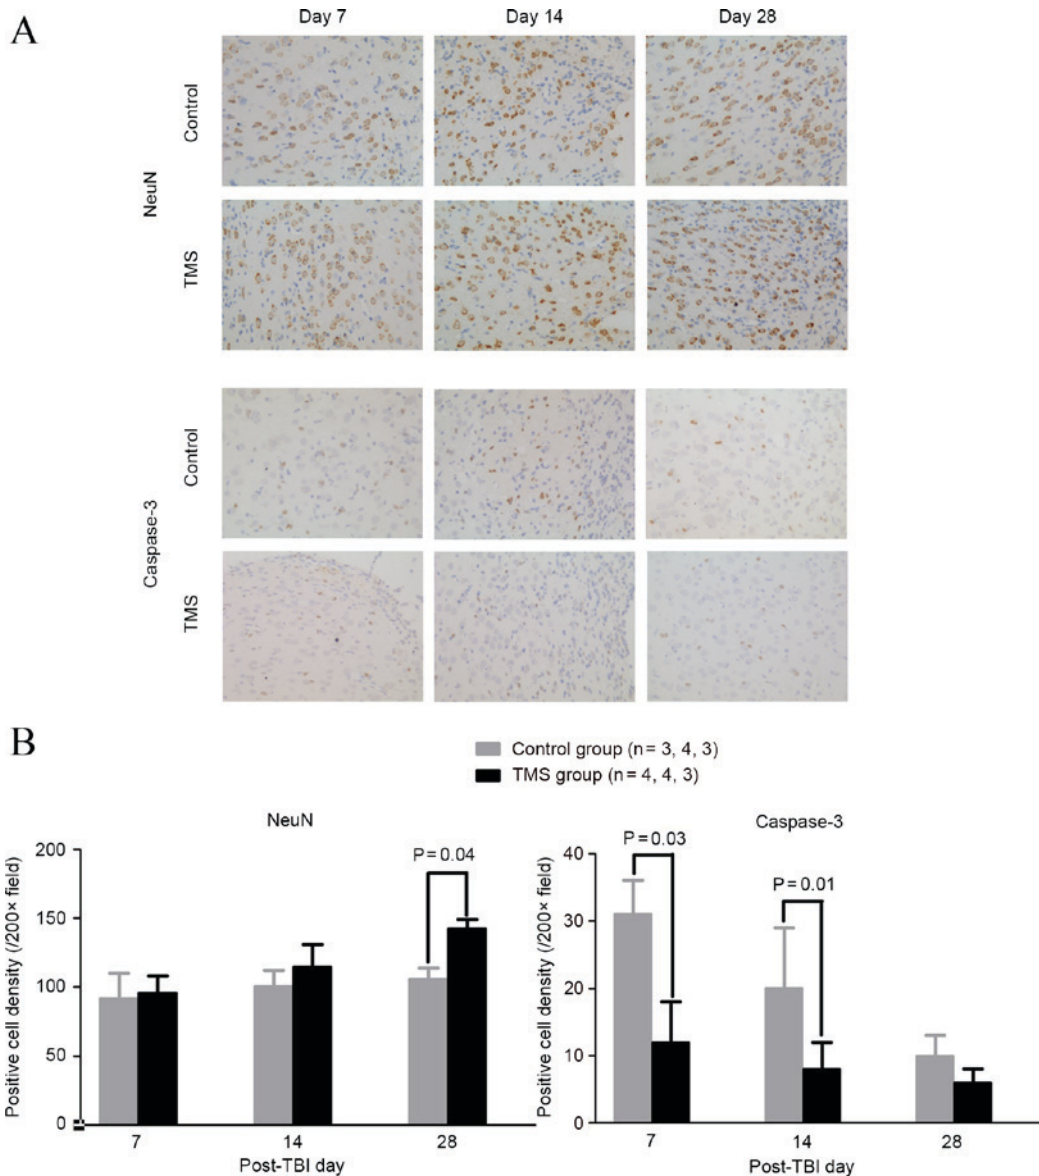 A
Day 7
Day 14
Day 28
NeuN
Control
TMS
Caspase-3
Control
TMS
B
Control group (n = 3, 4, 3)
TMS group (n = 4, 4, 3)
NeuN
Positive cell density (/200× field)
200
150
100
50
0
P = 0.04
7
14
28
Post-TBI day
Caspase-3
Positive cell density (/200× field)
40
30
20
10
0
P = 0.03
P = 0.01
7
14
28
Post-TBI day